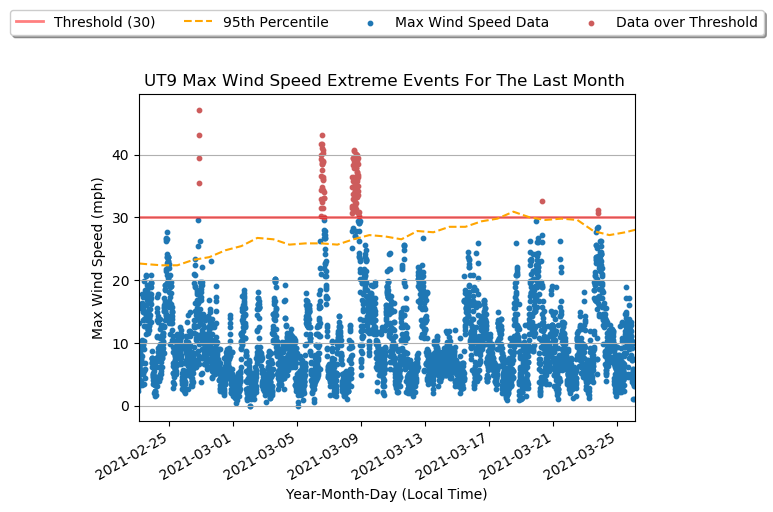 Threshold (30) 95th Percentile Max Wind Speed Data Data over Threshold
UT9 Max Wind Speed Extreme Events For The Last Month
Max Wind Speed (mph)
40
30
20
10
0
2021-02-25 2021-03-01 2021-03-05 2021-03-09 2021-03-13 2021-03-17 2021-03-21 2021-03-25
Year-Month-Day (Local Time)